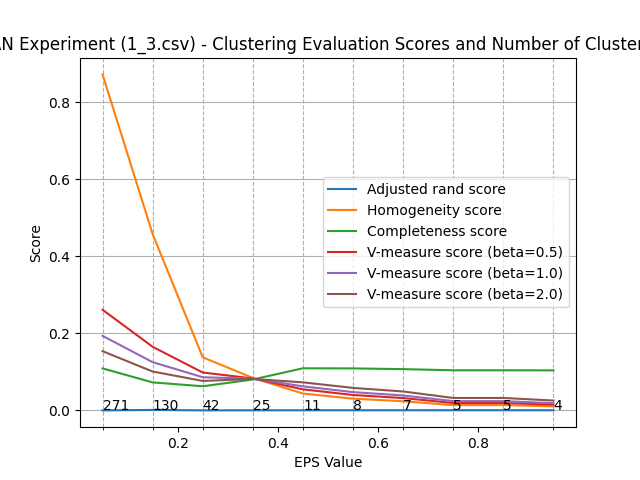 N Experiment (1_3.csv) - Clustering Evaluation Scores and Number of Cluster
0.8
0.6
0.4
0.2
0.0
Score
Adjusted rand score
Homogeneity score
Completeness score
V-measure score (beta=0.5)
V-measure score (beta=1.0)
V-measure score (beta=2.0)
271 130 42 25 11 8 7 5 5 4
0.2 0.4 0.6 0.8
EPS Value